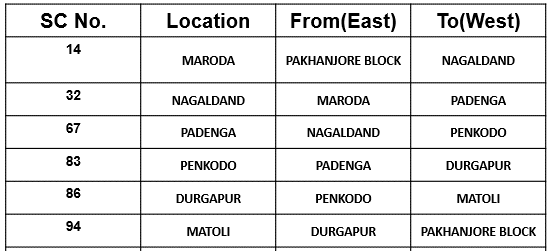 SC No. Location From(East) To(West)
14 MARODA PAKHANJORE BLOCK NAGALDAND
32 NAGALDAND MARODA PADENGA
67 PADENGA NAGALDAND PENKODO
83 PENKODO PADENGA DURGAPUR
86 DURGAPUR PENKODO MATOLI
94 MATOLI DURGAPUR PAKHANJORE BLOCK